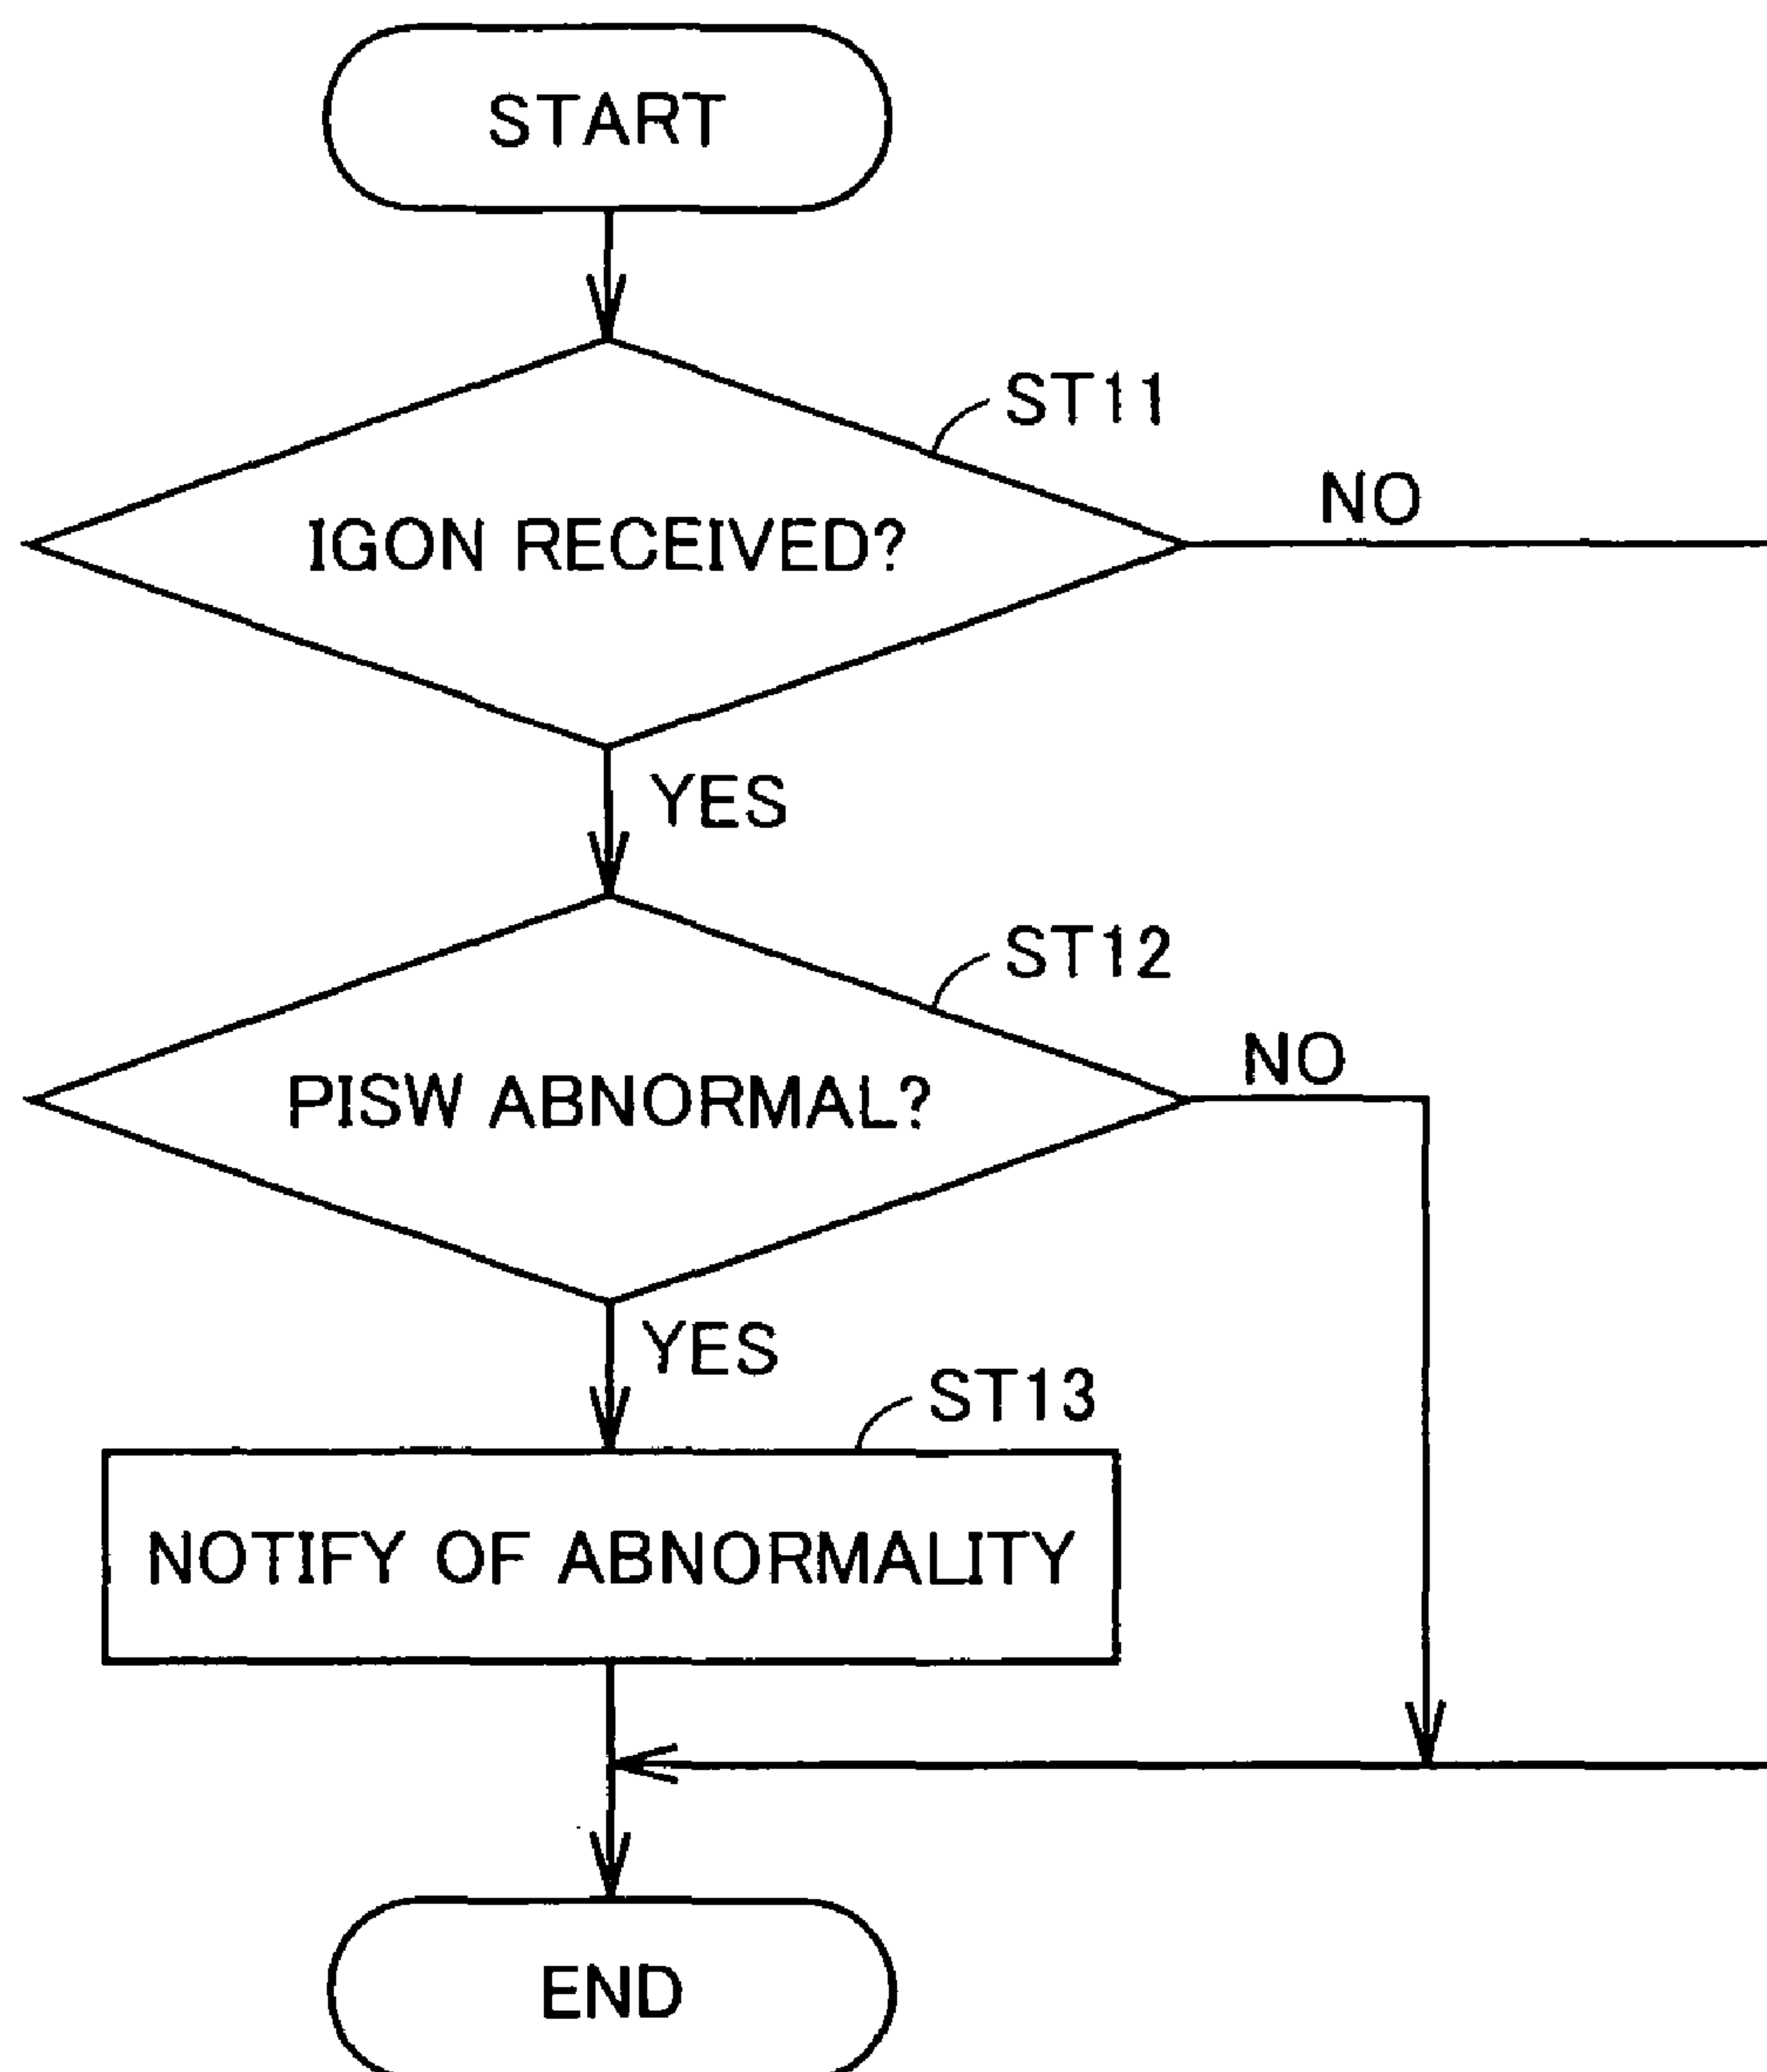 START
ST11
NO
IGON RECEIVED?
YES
ST12
NO
PISW ABNORMAL?
YES
ST13
NOTIFY OF ABNORMALITY
END